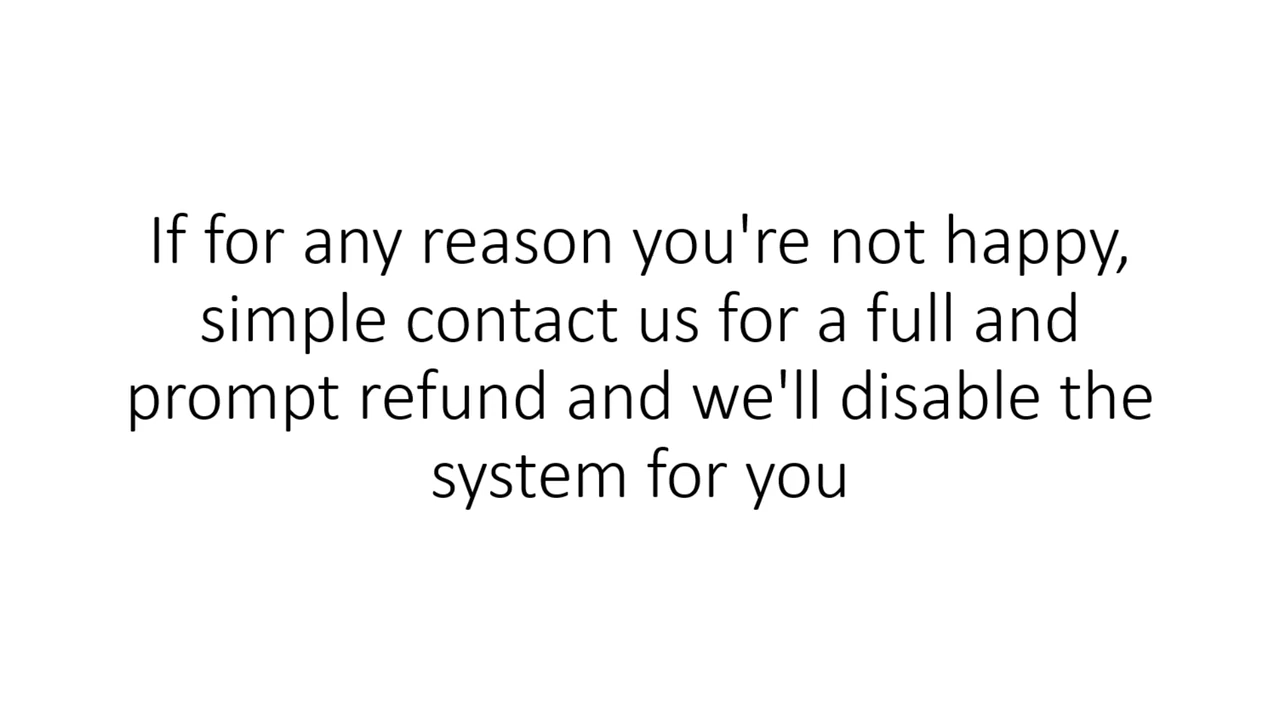 If for any reason you're not happy,
simple contact us for a full and
prompt refund and we'll disable the
system for you